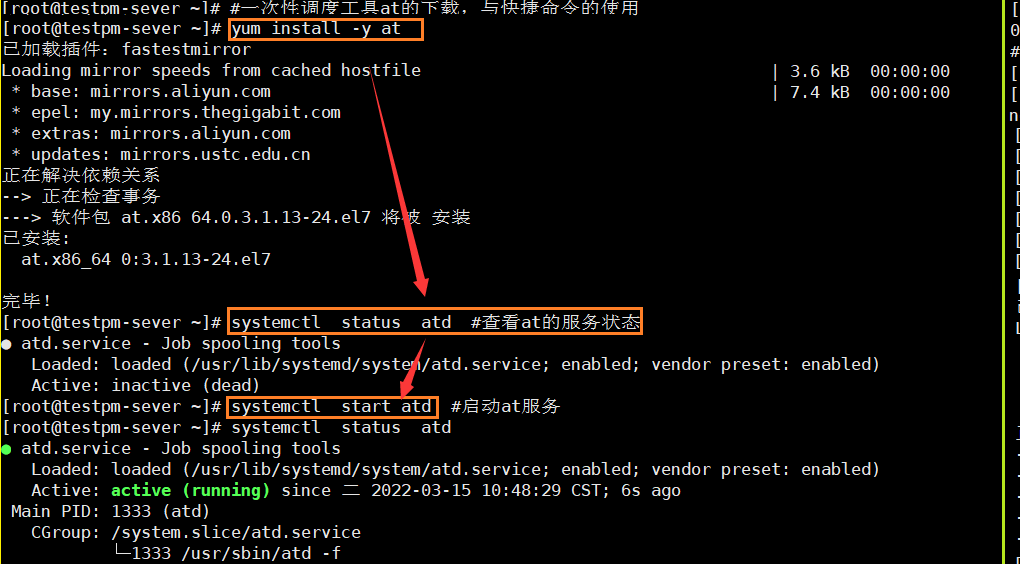 [root@testpm-sever ~]# #一次性调度工具at的下载，与快捷命令的使用
[root@testpm-sever ~]# yum install -y at
已加载插件：fastestmirror
Loading mirror speeds from cached hostfile | 3.6 kB 00:00:00
* base: mirrors.aliyun.com | 7.4 kB 00:00:00
* epel: my.mirrors.thegigabit.com
* extras: mirrors.aliyun.com
* updates: mirrors.ustc.edu.cn
正在解决依赖关系
--> 正在检查事务
---> 软件包 at.x86 64.0.3.1.13-24.el7 将被 安装
已安装:
at.x86_64 0:3.1.13-24.el7
完毕！
[root@testpm-sever ~]# systemctl status atd #查看at的服务状态
● atd.service - Job spooling tools
Loaded: loaded (/usr/lib/systemd/system/atd.service; enabled; vendor preset: enabled)
Active: inactive (dead)
[root@testpm-sever ~]# systemctl start atd #启动at服务
[root@testpm-sever ~]# systemctl status atd
● atd.service - Job spooling tools
Loaded: loaded (/usr/lib/systemd/system/atd.service; enabled; vendor preset: enabled)
Active: active (running) since 二 2022-03-15 10:48:29 CST; 6s ago
Main PID: 1333 (atd)
CGroup: /system.slice/atd.service
└─1333 /usr/sbin/atd -f